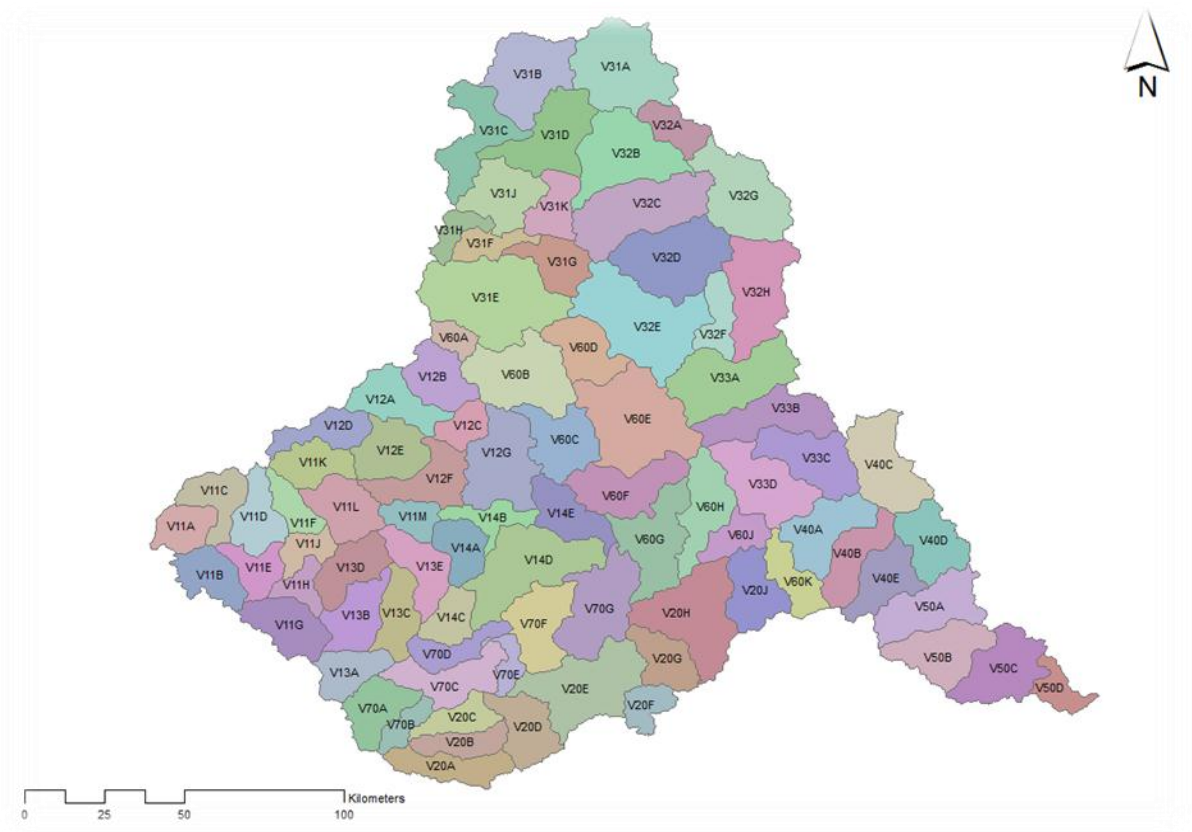 V31A
V31B
N
V31C
V31D
V32A
V32B
V31J
V32G
V31K
V32C
V31H
V31F
V31G
V32D
V32H
V31E
V32E
V32F
V60A
V60D
V60B
V12B
V33A
V12A
V33B
V60E
V12D
V12C
V60C
V12E
V12G
V33C
V11K
V40C
V12F
V33D
V11C
V60F
V11L
V60H
V11D
V14E
V11M
V14B
V11F
V11A
V40A
V60J
V60G
V40D
V11J
V14A
V40B
V14D
V11E
V13D
V13E
V11B
V40E
V60K
V11H
V20J
V50A
V70G
V13B
V13C
V20H
V14C
V11G
V70F
V70D
V50B
V20G
V50C
V13A
V70E
V70C
V20E
V50D
V20F
V70A
V20C
V70B
V20D
V20B
V20A
Kilometers
0 25 50 100